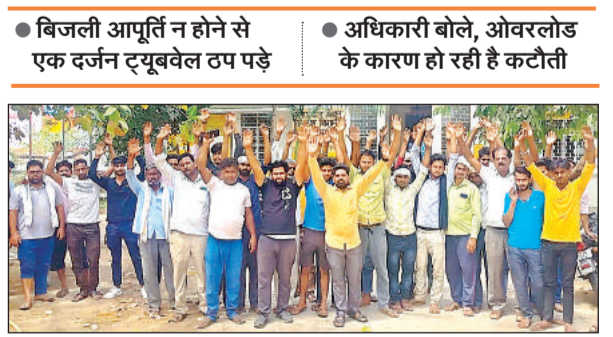 ● बिजली आपूर्ति न होने से
एक दर्जन ट्यूबवेल ठप पड़े
● अधिकारी बोले, ओवरलोड
के कारण हो रही है कटौती